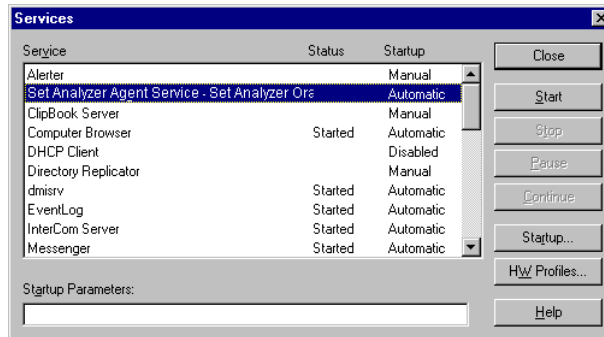 Services
Service Status Startup
Alerter Manual
Set Analyzer Agent Service - Set Analyzer Ora Automatic
ClipBook Server Manual
Computer Browser Started Automatic
DHCP Client Disabled
Directory Replicator Manual
dmisrv Started Automatic
EventLog Started Automatic
InterCom Server Started Automatic
Messenger Started Automatic
Startup Parameters:
Close
Start
Stop
Pause
Continue
Startup...
HW Profiles...
Help